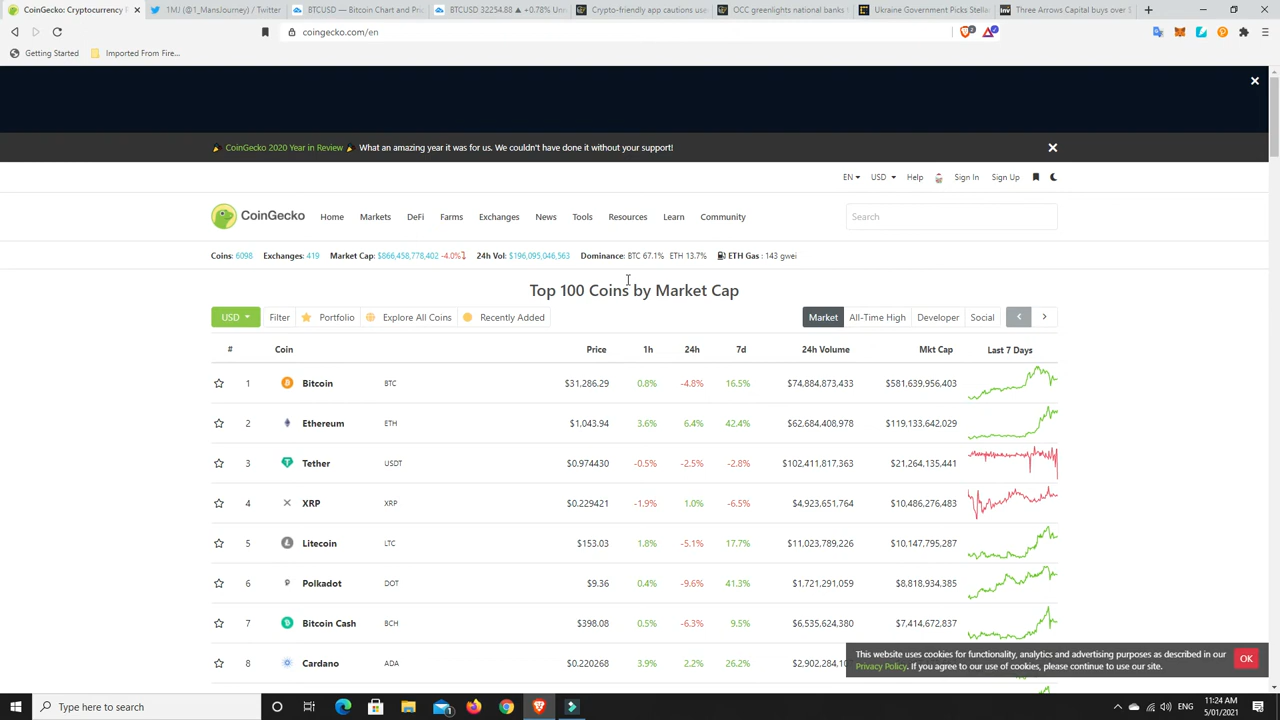 CoinGecko: Cryptocurrency P
1MJ (@1_MansJourney) / Twitter
BTCUSD — Bitcoin Chart and Pric
BTCUSD 32254.88 ▲ +0.78% Unn
Crypto-friendly app cautions use
OCC greenlights national banks
Ukraine Government Picks Stella
Three Arrows Capital buys over $
coingecko.com/en
Getting Started
Imported From Fire...
CoinGecko 2020 Year in Review What an amazing year it was for us. We couldn't have done it without your support!
EN USD Help Sign In Sign Up
CoinGecko Home Markets DeFi Farms Exchanges News Tools Resources Learn Community Search
Coins: 6098 Exchanges: 419 Market Cap: $866,458,778,402 -4.0% 24h Vol: $196,095,046,563 Dominance: BTC 67.1% ETH 13.7% ETH Gas : 143 gwei
Top 100 Coins by Market Cap
USD Filter Portfolio Explore All Coins Recently Added Market All-Time High Developer Social
# Coin Price 1h 24h 7d 24h Volume Mkt Cap Last 7 Days
1 Bitcoin BTC $31,286.29 0.8% -4.8% 16.5% $74,884,873,433 $581,639,956,403
2 Ethereum ETH $1,043.94 3.6% 6.4% 42.4% $62,684,408,978 $119,133,642,029
3 Tether USDT $0.974430 -0.5% -2.5% -2.8% $102,411,817,363 $21,264,135,441
4 XRP XRP $0.229421 -1.9% 1.0% -6.5% $4,923,651,764 $10,486,276,483
5 Litecoin LTC $153.03 1.8% -5.1% 17.7% $11,023,789,226 $10,147,795,287
6 Polkadot DOT $9.36 0.4% -9.6% 41.3% $1,721,291,059 $8,818,934,385
7 Bitcoin Cash BCH $398.08 0.5% -6.3% 9.5% $6,535,624,380 $7,414,672,837
8 Cardano ADA $0.220268 3.9% 2.2% 26.2% $2,902,284,10
This website uses cookies for functionality, analytics and advertising purposes as described in our
Privacy Policy. If you agree to our use of cookies, please continue to use our site.
OK
Type here to search
ENG
11:24 AM
5/01/2021